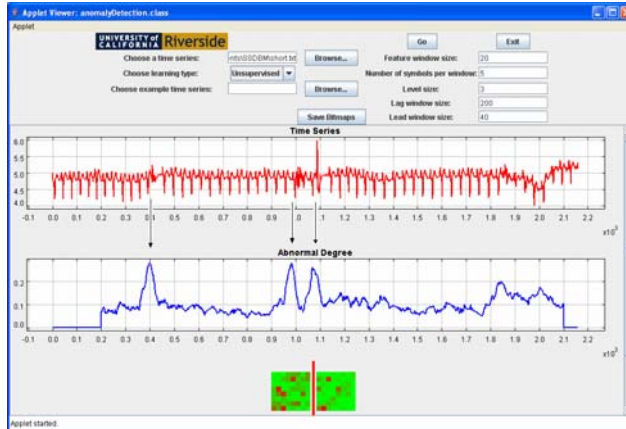 Applet Viewer: anomalyDetection.class
Applet
UNIVERSITY of CALIFORNIA Riverside
Go Exit
Choose a time series: Browse... Feature window size: 20
Choose learning type: Unsupervised Number of symbols per window: 5
Choose example time series: Browse... Level size: 3
Lag window size: 200
Save Bitmaps Lead window size: 40
Time Series
6.0
5.5
5.0
4.5
4.0
-0.1 0.0 0.1 0.2 0.3 0.4 0.5 0.6 0.7 0.8 0.9 1.0 1.1 1.2 1.3 1.4 1.5 1.6 1.7 1.8 1.9 2.0 2.1 2.2
Abnormal Degree
0.2
0.1
0.0
-0.1 0.0 0.1 0.2 0.3 0.4 0.5 0.6 0.7 0.8 0.9 1.0 1.1 1.2 1.3 1.4 1.5 1.6 1.7 1.8 1.9 2.0 2.1 2.2
Applet started.